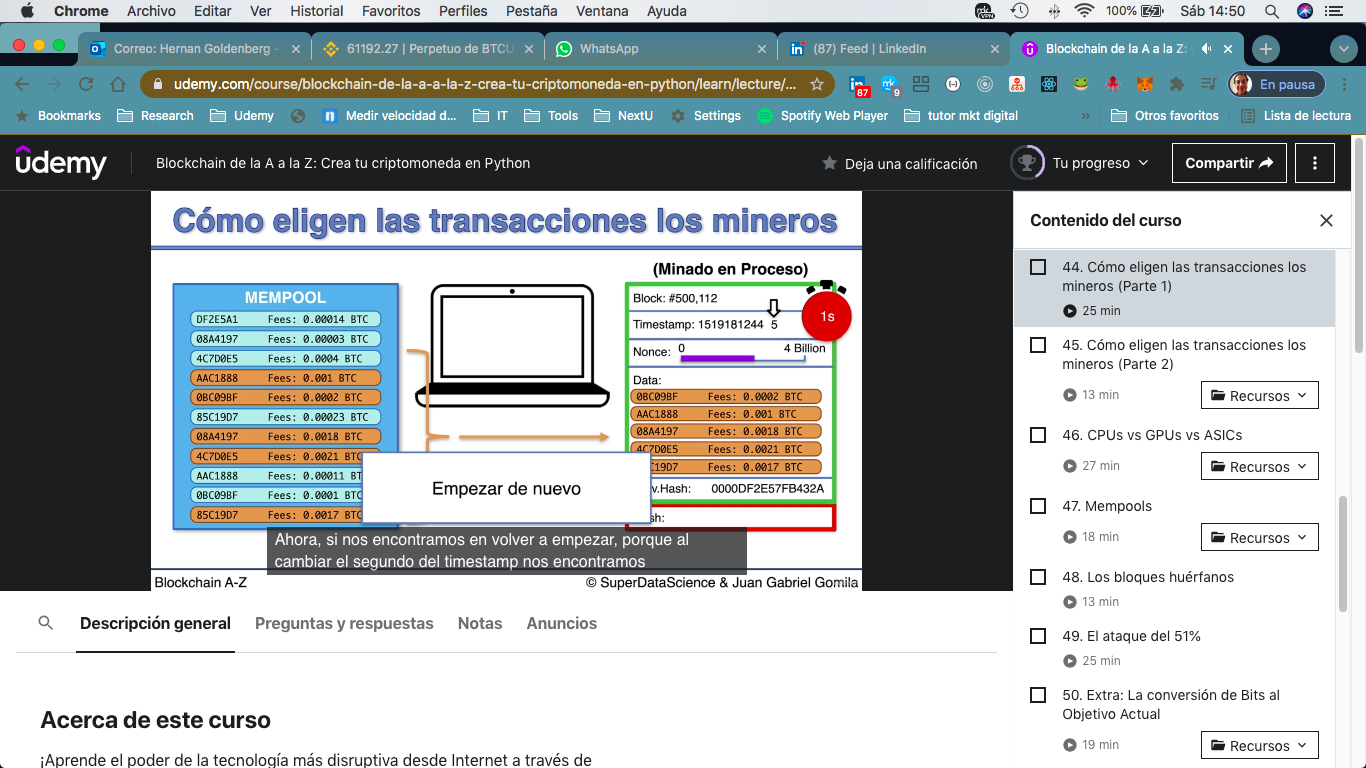 Chrome Archivo Editar Ver Historial Favoritos Perfiles Pestaña Ventana Ayuda 100% Sáb 14:50
Correo: Hernan Goldenberg - 61192.27 | Perpetuo de BTCU WhatsApp (87) Feed | LinkedIn Blockchain de la A a la Z:
udemy.com/course/blockchain-de-la-a-a-la-z-crea-tu-criptomoneda-en-python/learn/lecture/... 87 9 En pausa
Bookmarks Research Udemy Medir velocidad d... IT Tools NextU Settings Spotify Web Player tutor mkt digital » Otros favoritos Lista de lectura
ûdemy Blockchain de la A a la Z: Crea tu criptomoneda en Python Deja una calificación Tu progreso Compartir
Cómo eligen las transacciones los mineros
MEMPOOL
DF2E5A1 Fees: 0.00014 BTC
08A4197 Fees: 0.00003 BTC
4C7D0E5 Fees: 0.0004 BTC
AAC1888 Fees: 0.001 BTC
0BC09BF Fees: 0.0002 BTC
85C19D7 Fees: 0.00023 BTC
08A4197 Fees: 0.0018 BTC
4C7D0E5 Fees: 0.0021 BTC
AAC1888 Fees: 0.00011 BT
0BC09BF Fees: 0.0001 BTC
85C19D7 Fees: 0.0017 BTC
(Minado en Proceso)
Block: #500,112
1s
Timestamp: 1519181244 5
Nonce: 0 4 Billion
Data:
0BC09BF Fees: 0.0002 BTC
AAC1888 Fees: 0.001 BTC
08A4197 Fees: 0.0018 BTC
4C7D0E5 Fees: 0.0021 BTC
C19D7 Fees: 0.0017 BTC
v.Hash: 0000DF2E57FB432A
sh:
Empezar de nuevo
Ahora, si nos encontramos en volver a empezar, porque al
cambiar el segundo del timestamp nos encontramos
Blockchain A-Z © SuperDataScience & Juan Gabriel Gomila
Descripción general Preguntas y respuestas Notas Anuncios
Acerca de este curso
¡Aprende el poder de la tecnología más disruptiva desde Internet a través de
Contenido del curso
44. Cómo eligen las transacciones los
mineros (Parte 1)
25 min
45. Cómo eligen las transacciones los
mineros (Parte 2)
13 min Recursos
46. CPUs vs GPUs vs ASICs
27 min Recursos
47. Mempools
18 min Recursos
48. Los bloques huérfanos
13 min
49. El ataque del 51%
25 min
50. Extra: La conversión de Bits al
Objetivo Actual
19 min Recursos